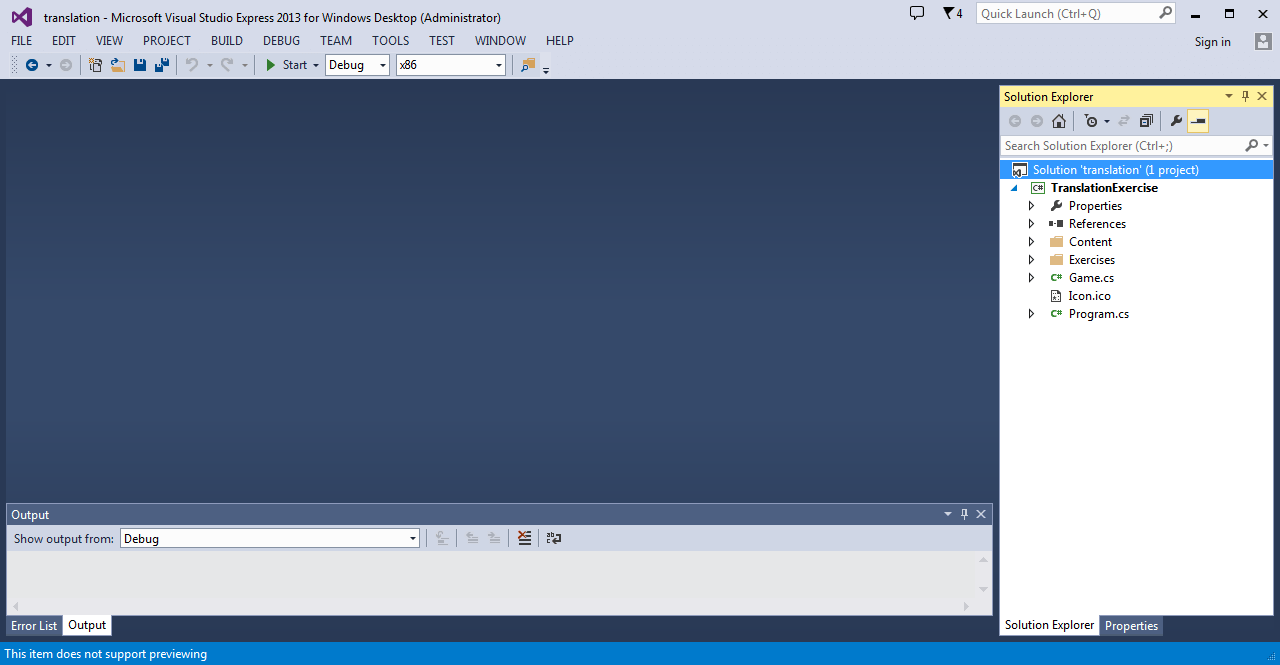 translation - Microsoft Visual Studio Express 2013 for Windows Desktop (Administrator)
4
Quick Launch (Ctrl+Q)
FILE EDIT VIEW PROJECT BUILD DEBUG TEAM TOOLS TEST WINDOW HELP
Sign in
Start Debug x86
Solution Explorer
Search Solution Explorer (Ctrl+;)
Solution 'translation' (1 project)
C# TranslationExercise
Properties
References
Content
Exercises
C# Game.cs
Icon.ico
C# Program.cs
Output
Show output from: Debug
Error List Output
Solution Explorer Properties
This item does not support previewing